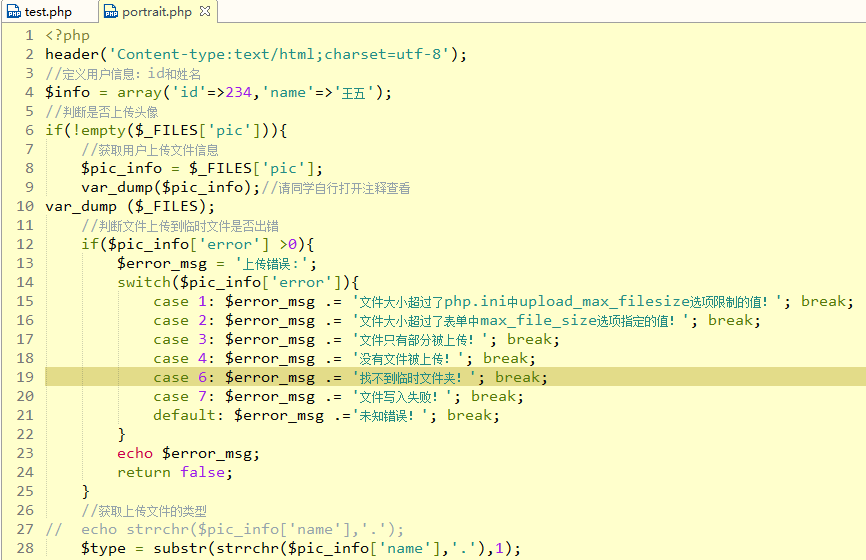 test.php portrait.php
1 <?php
2 header('Content-type:text/html;charset=utf-8');
3 //定义用户信息：id和姓名
4 $info = array('id'=>234,'name'=>'王五');
5 //判断是否上传头像
6 if(!empty($_FILES['pic'])){
7 //获取用户上传文件信息
8 $pic_info = $_FILES['pic'];
9 var_dump($pic_info);//请同学自行打开注释查看
10 var_dump ($_FILES);
11 //判断文件上传到临时文件是否出错
12 if($pic_info['error'] >0){
13 $error_msg = '上传错误:';
14 switch($pic_info['error']){
15 case 1: $error_msg .= '文件大小超过了php.ini中upload_max_filesize选项限制的值！'; break;
16 case 2: $error_msg .= '文件大小超过了表单中max_file_size选项指定的值！'; break;
17 case 3: $error_msg .= '文件只有部分被上传！'; break;
18 case 4: $error_msg .= '没有文件被上传！'; break;
19 case 6: $error_msg .= '找不到临时文件夹！'; break;
20 case 7: $error_msg .= '文件写入失败！'; break;
21 default: $error_msg .='未知错误！'; break;
22 }
23 echo $error_msg;
24 return false;
25 }
26 //获取上传文件的类型
27 // echo strrchr($pic_info['name'],'.');
28 $type = substr(strrchr($pic_info['name'],'.'),1);